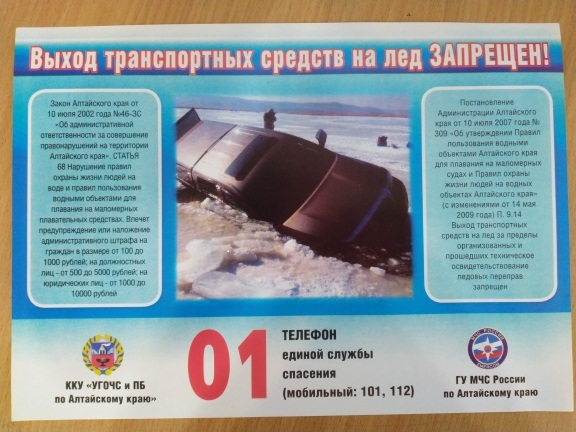 Выход транспортных средств на лед ЗАПРЕЩЕН!
Закон Алтайского края от
10 июля 2002 года №46-ЗС
«Об административной
ответственности за совершение
правонарушений на территории
Алтайского края». СТАТЬЯ
68 Нарушение правил
охраны жизни людей на
воде и правил пользования
водными объектами для
плавания на маломерных
плавательных средствах. Влечет
предупреждение или наложение
административного штрафа на
граждан в размере от 100 до
1000 рублей; на должностных
лиц - от 500 до 5000 рублей; на
юридических лиц - от 1000 до
10000 рублей
Постановление
Администрации Алтайского
края от 10 июля 2007 года №
309 «Об утверждении Правил
пользования водными
объектами Алтайского края
для плавания на маломерных
судах и Правил охраны
жизни людей на водных
объектах Алтайского края»
(с изменениями от 14 мая
2009 года) П. 9.14
Выход транспортных
средств на лед за пределы
организованных и
прошедших техническое
освидетельствование
ледовых переправ
запрещен
ККУ «УГОЧС и ПБ
по Алтайскому краю»
01
ТЕЛЕФОН
единой службы
спасения
(мобильный: 101, 112)
МЧС РОССИИ
ГУ МЧС России
по Алтайскому краю